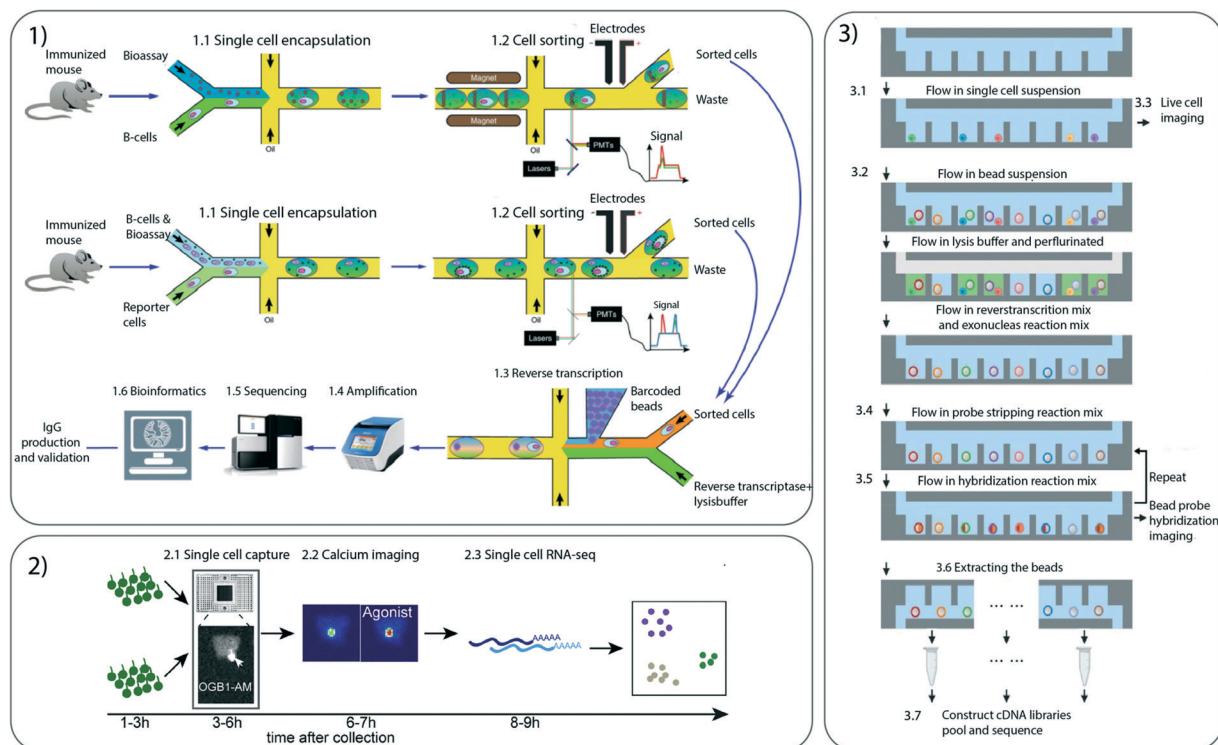 1)
1.1 Single encapsulation
1.2 Cell sorting
Electrodes
- +
Sorted cells
Immunized
mouse
Bioassay
B-cells
Oil
Magnet
Magnet
Oil
Lasers
PMTs
Signal
Waste
1.1 Single encapsulation
1.2 Cell sorting
Electrodes
- +
Sorted cells
Immunized
mouse
B-cells &
Bioassay
Reporter
cells
Oil
Oil
Lasers
PMTs
Signal
Waste
1.3 Reverse transcription
Barcoded
beads
Sorted cells
Reverse transcriptase+
lysisbuffer
1.4 Amplification
1.5 Sequencing
1.6 Bioinformatics
IgG
production
and validation
2)
2.1 Single cell capture
2.2 Calcium imaging
2.3 Single cell RNA-seq
OGB1-AM
Agonist
AAAAA
AAAAA
1-3h
3-6h
6-7h
8-9h
time after collection
3)
3.1
Flow in single cell suspension
3.3 Live cell
imaging
3.2
Flow in bead suspension
Flow in lysis buffer and perflurinated
Flow in reverstranscrition mix
and exonucleas reaction mix
3.4
Flow in probe stripping reaction mix
3.5
Flow in hybridization reaction mix
Repeat
Bead probe
hybridization
imaging
3.6 Extracting the beads
... ...
... ...
3.7
Construct cDNA libraries
pool and sequence